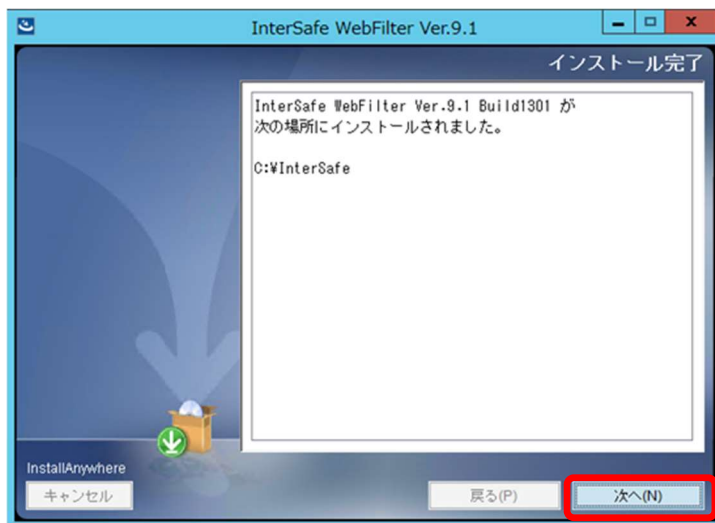 InterSafe WebFilter Ver.9.1
インストール完了
InterSafe WebFilter Ver.9.1 Build1301 が
次の場所にインストールされました。
C:¥InterSafe
InstallAnywhere
キャンセル
戻る(P)
次へ(N)